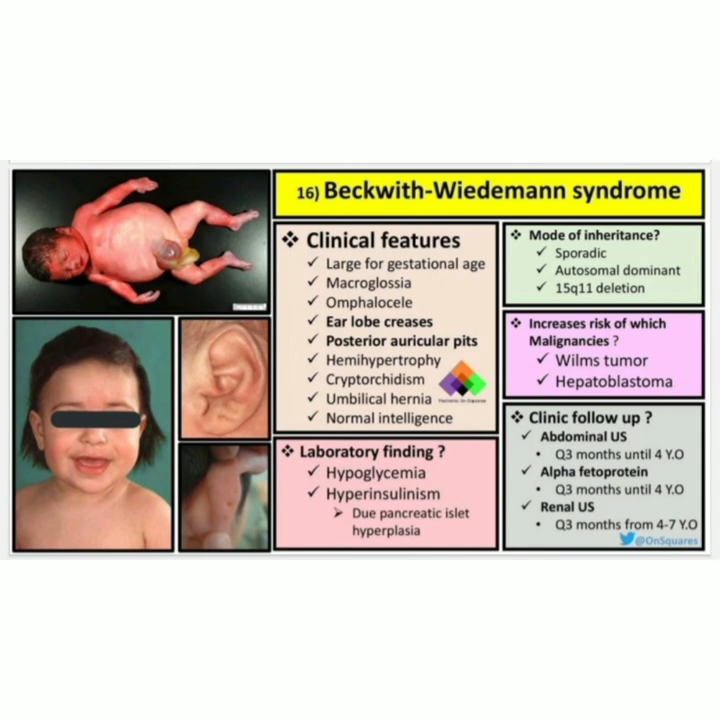 16) Beckwith-Wiedemann syndrome
❖ Clinical features
✓ Large for gestational age
✓ Macroglossia
✓ Omphalocele
✓ Ear lobe creases
✓ Posterior auricular pits
✓ Hemihypertrophy
✓ Cryptorchidism
✓ Umbilical hernia
✓ Normal intelligence
❖ Laboratory finding ?
✓ Hypoglycemia
✓ Hyperinsulinism
➢ Due pancreatic islet
hyperplasia
❖ Mode of inheritance?
✓ Sporadic
✓ Autosomal dominant
✓ 15q11 deletion
❖ Increases risk of which
Malignancies ?
✓ Wilms tumor
✓ Hepatoblastoma
❖ Clinic follow up ?
✓ Abdominal US
• Q3 months until 4 Y.O
✓ Alpha fetoprotein
• Q3 months until 4 Y.O
✓ Renal US
• Q3 months from 4-7 Y.O
@OnSquares